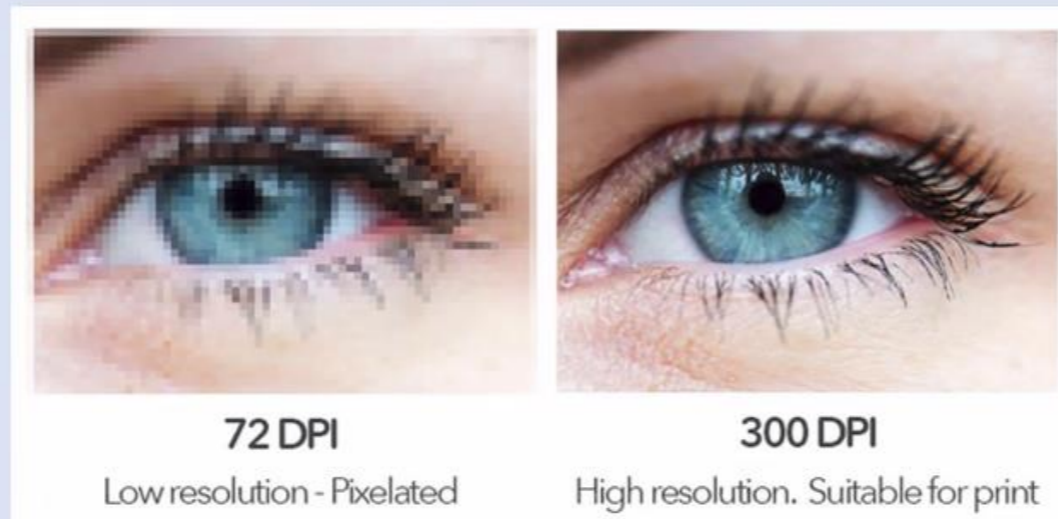 72 DPI
Low resolution - Pixelated
300 DPI
High resolution. Suitable for print